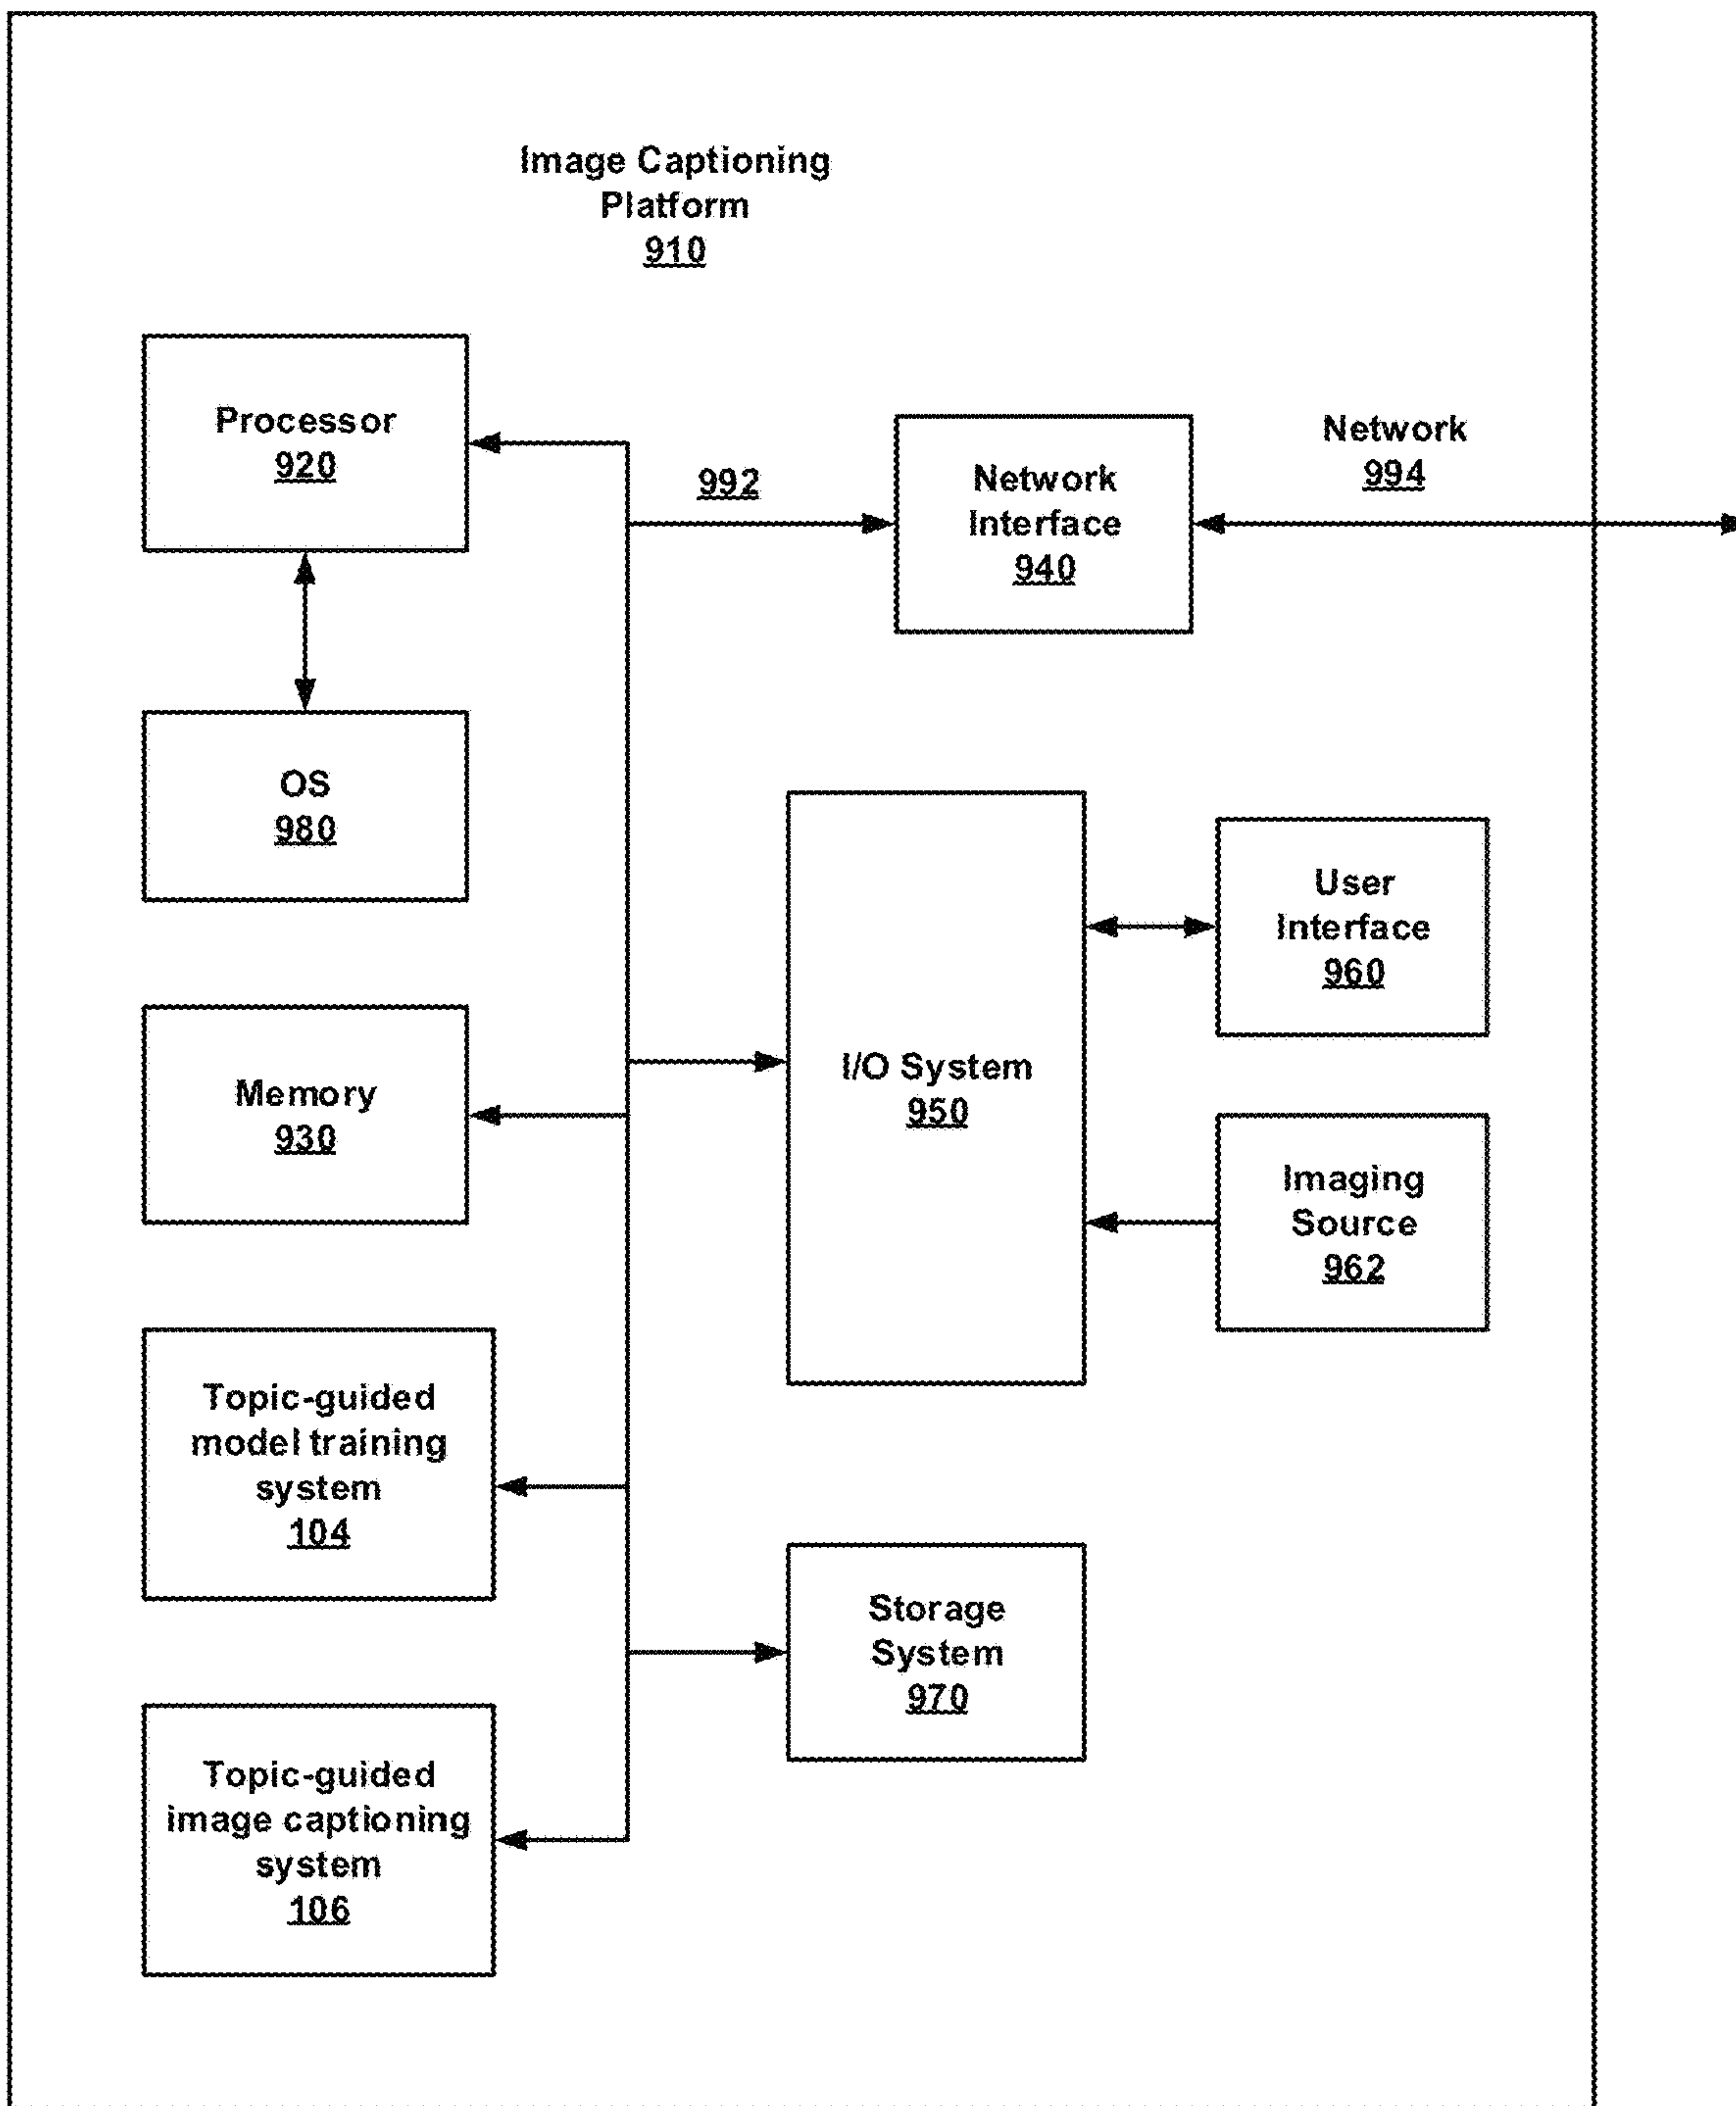 Image Captioning
Platform
910
Processor
920
992
Network
Interface
940
Network
994
OS
980
User
Interface
960
I/O System
950
Memory
930
Imaging
Source
962
Topic-guided
model training
system
104
Storage
System
970
Topic-guided
image captioning
system
106